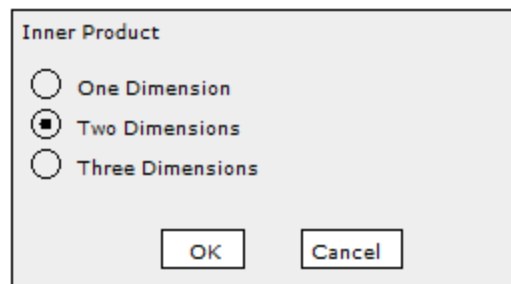 Inner Product
One Dimension
Two Dimensions
Three Dimensions
OK Cancel